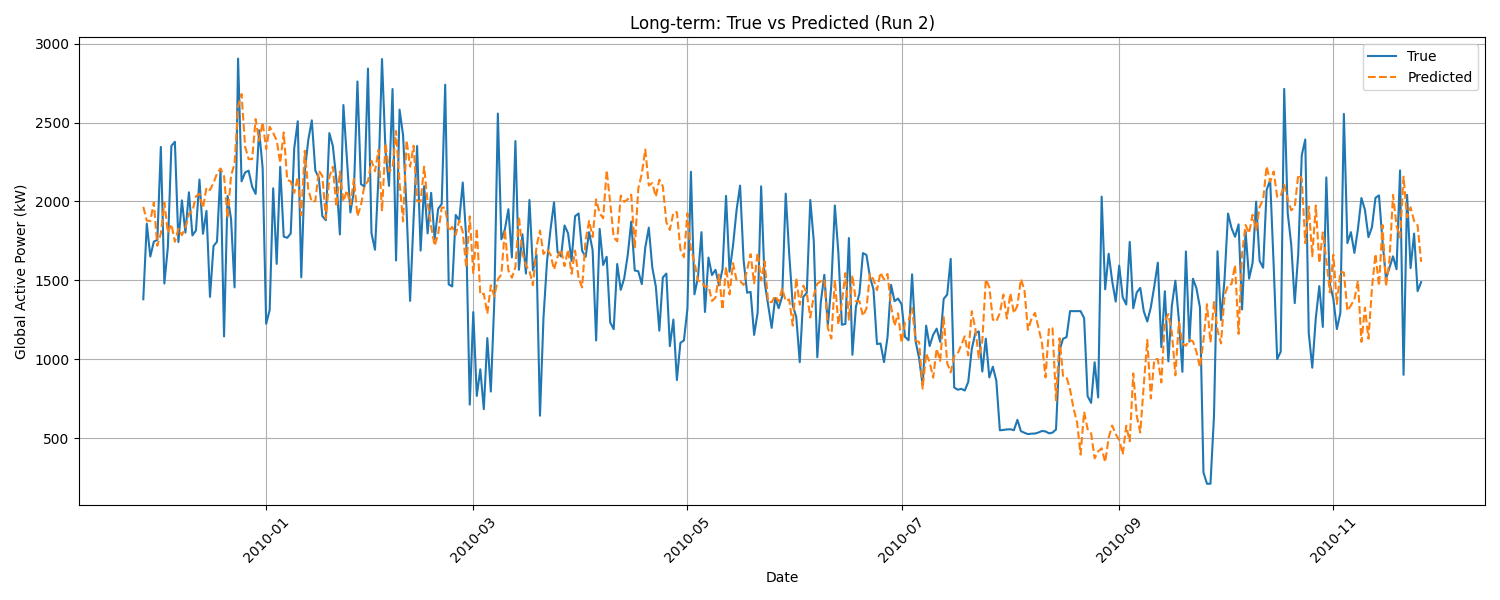 Long-term: True vs Predicted (Run 2)
True
Predicted
Global Active Power (kW)
3000
2500
2000
1500
1000
500
2010-01
2010-03
2010-05
2010-07
2010-09
2010-11
Date